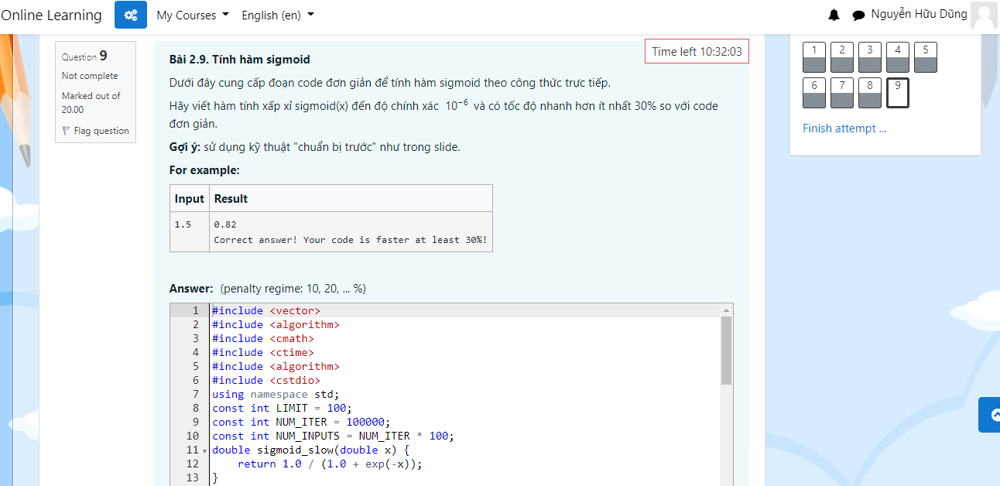 Online Learning
My Courses
English (en)
Nguyễn Hữu Dũng
Question 9
Not complete
Marked out of
20.00
Flag question
Bài 2.9. Tính hàm sigmoid
Time left 10:32:03
Dưới đây cung cấp đoạn code đơn giản để tính hàm sigmoid theo công thức trực tiếp.
Hãy viết hàm tính xấp xỉ sigmoid(x) đến độ chính xác 10⁻⁶ và có tốc độ nhanh hơn ít nhất 30% so với code
đơn giản.
Gợi ý: sử dụng kỹ thuật "chuẩn bị trước" như trong slide.
For example:
Input Result
1.5 0.82
Correct answer! Your code is faster at least 30%!
Answer: (penalty regime: 10, 20, ... %)
1 #include <vector>
2 #include <algorithm>
3 #include <cmath>
4 #include <ctime>
5 #include <algorithm>
6 #include <cstdio>
7 using namespace std;
8 const int LIMIT = 100;
9 const int NUM_ITER = 100000;
10 const int NUM_INPUTS = NUM_ITER * 100;
11 double sigmoid_slow(double x) {
12 return 1.0 / (1.0 + exp(-x));
13 }
1 2 3 4 5
6 7 8 9
Finish attempt ...